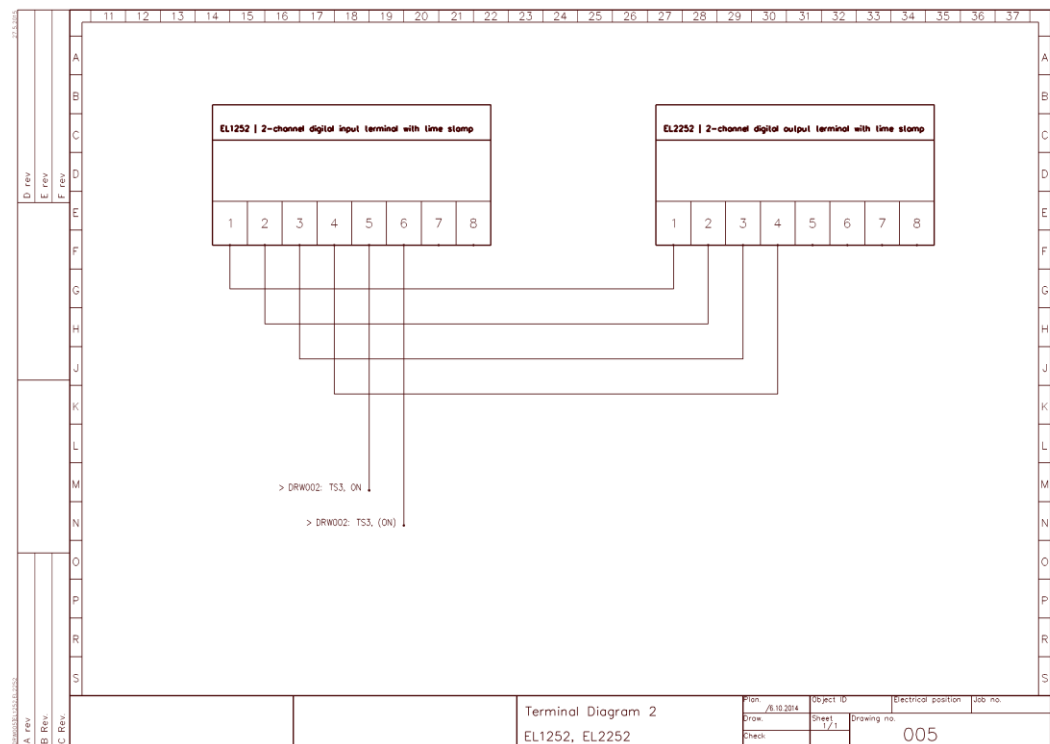 11 12 13 14 15 16 17 18 19 20 21 22 23 24 25 26 27 28 29 30 31 32 33 34 35 36 37
A A
B B
EL1252 | 2-channel digital input terminal with time stamp
EL2252 | 2-channel digital output terminal with time stamp
C C
D D
D rev
E rev
F rev
E E
1 2 3 4 5 6 7 8
1 2 3 4 5 6 7 8
F F
G G
H H
J J
K K
L L
M M
> DRW002: TS3, ON
N N
> DRW002: TS3, (ON)
O O
P P
R R
S S
A rev
B Rev.
C Rev.
Terminal Diagram 2
EL1252, EL2252
Plan.
/6.10.2014
Object ID
Electrical position
Job no.
Draw.
Sheet
1/1
Drawing no.
005
Check